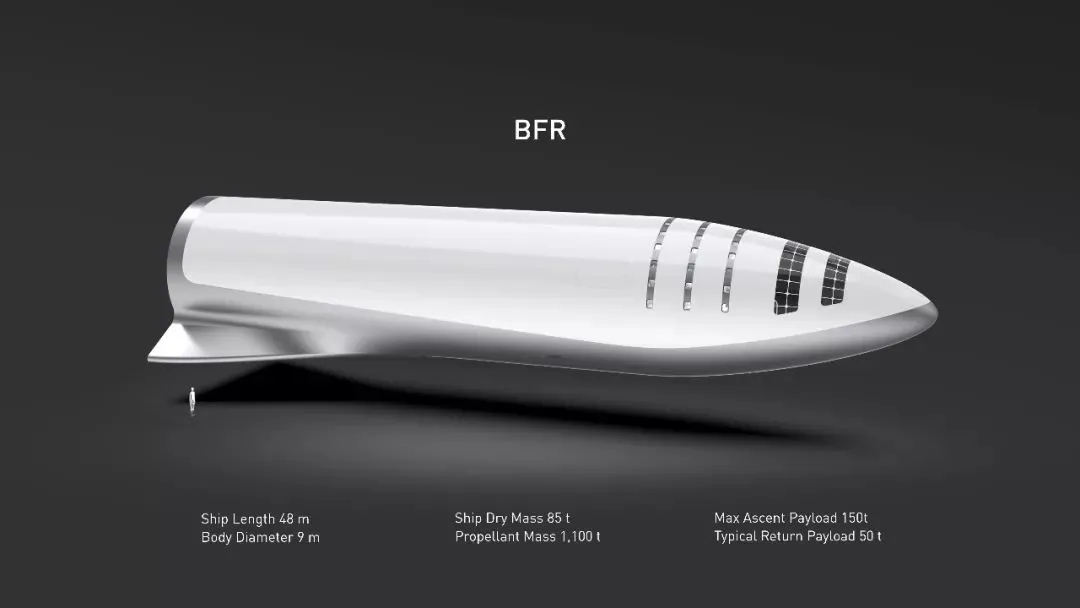 BFR
Ship Length 48 m
Body Diameter 9 m
Ship Dry Mass 85 t
Propellant Mass 1,100 t
Max Ascent Payload 150t
Typical Return Payload 50 t